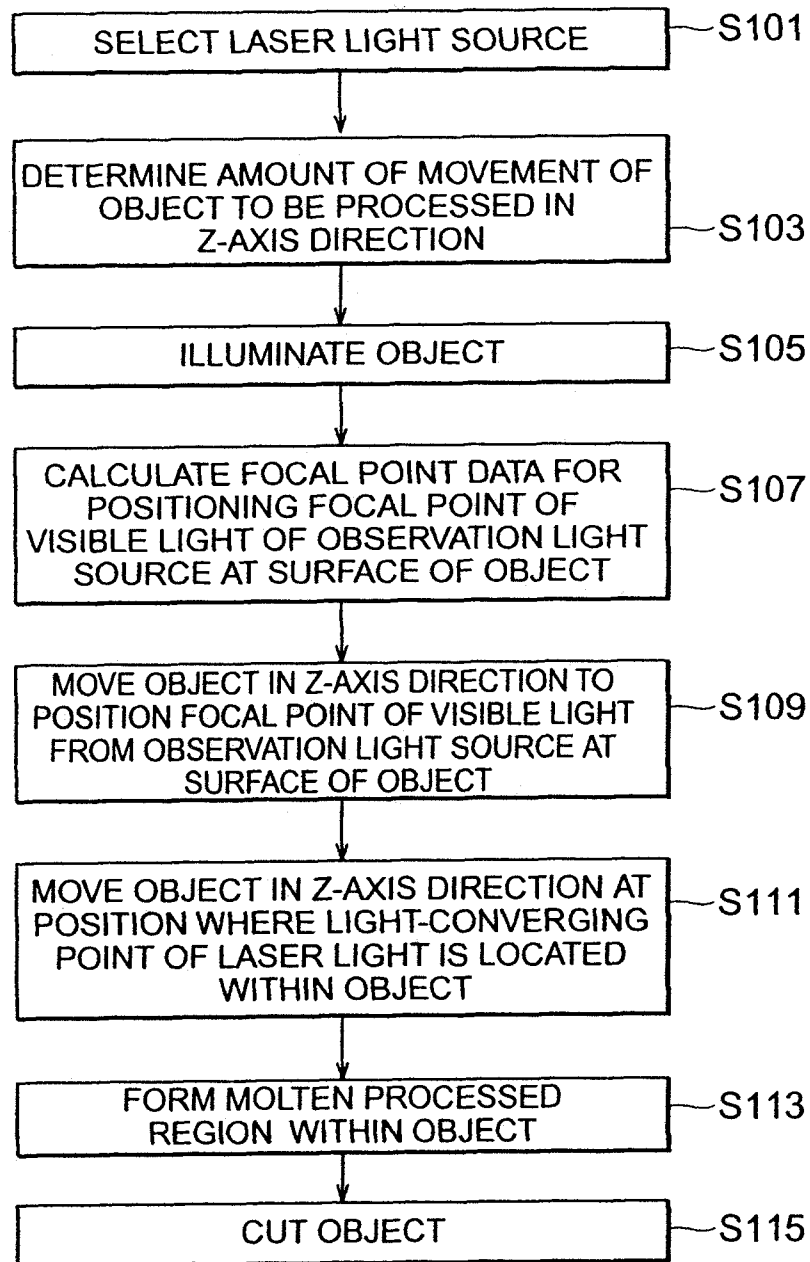 SELECT LASER LIGHT SOURCE
S101
DETERMINE AMOUNT OF MOVEMENT OF
OBJECT TO BE PROCESSED IN
Z-AXIS DIRECTION
S103
ILLUMINATE OBJECT
S105
CALCULATE FOCAL POINT DATA FOR
POSITIONING FOCAL POINT OF
VISIBLE LIGHT OF OBSERVATION LIGHT
SOURCE AT SURFACE OF OBJECT
S107
MOVE OBJECT IN Z-AXIS DIRECTION TO
POSITION FOCAL POINT OF VISIBLE LIGHT
FROM OBSERVATION LIGHT SOURCE AT
SURFACE OF OBJECT
S109
MOVE OBJECT IN Z-AXIS DIRECTION AT
POSITION WHERE LIGHT-CONVERGING
POINT OF LASER LIGHT IS LOCATED
WITHIN OBJECT
S111
FORM MOLTEN PROCESSED
REGION WITHIN OBJECT
S113
CUT OBJECT
S115